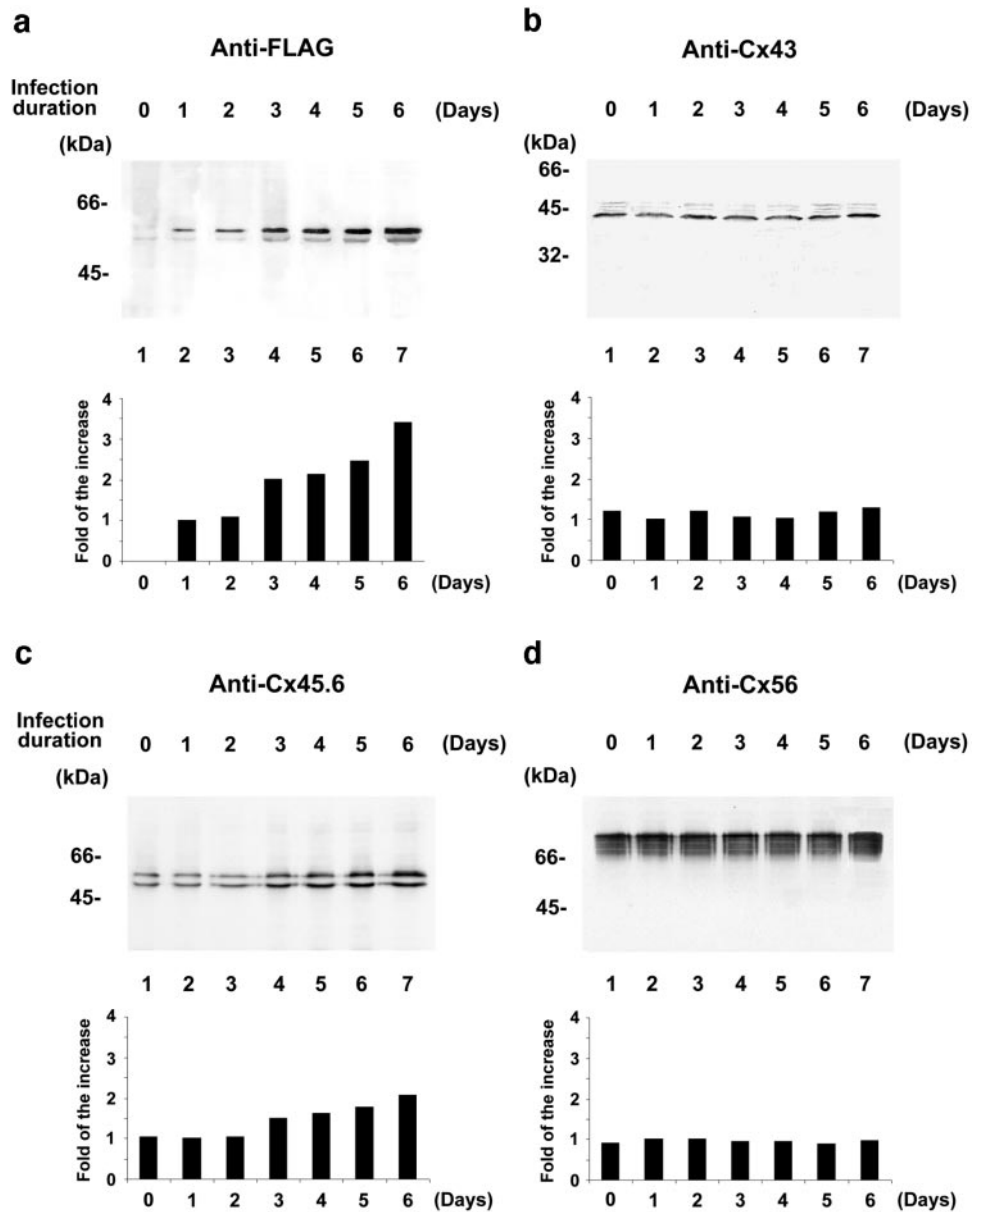 a
Anti-FLAG
Infection
duration 0 1 2 3 4 5 6 (Days)
(kDa)
66-
45-
1 2 3 4 5 6 7
Fold of the increase
4
3
2
1
0
0 1 2 3 4 5 6 (Days)
b
Anti-Cx43
0 1 2 3 4 5 6 (Days)
(kDa)
66-
45-
32-
1 2 3 4 5 6 7
Fold of the increase
4
3
2
1
0
0 1 2 3 4 5 6 (Days)
c
Anti-Cx45.6
Infection
duration 0 1 2 3 4 5 6 (Days)
(kDa)
66-
45-
1 2 3 4 5 6 7
Fold of the increase
4
3
2
1
0
0 1 2 3 4 5 6 (Days)
d
Anti-Cx56
0 1 2 3 4 5 6 (Days)
(kDa)
66-
45-
1 2 3 4 5 6 7
Fold of the increase
4
3
2
1
0
0 1 2 3 4 5 6 (Days)